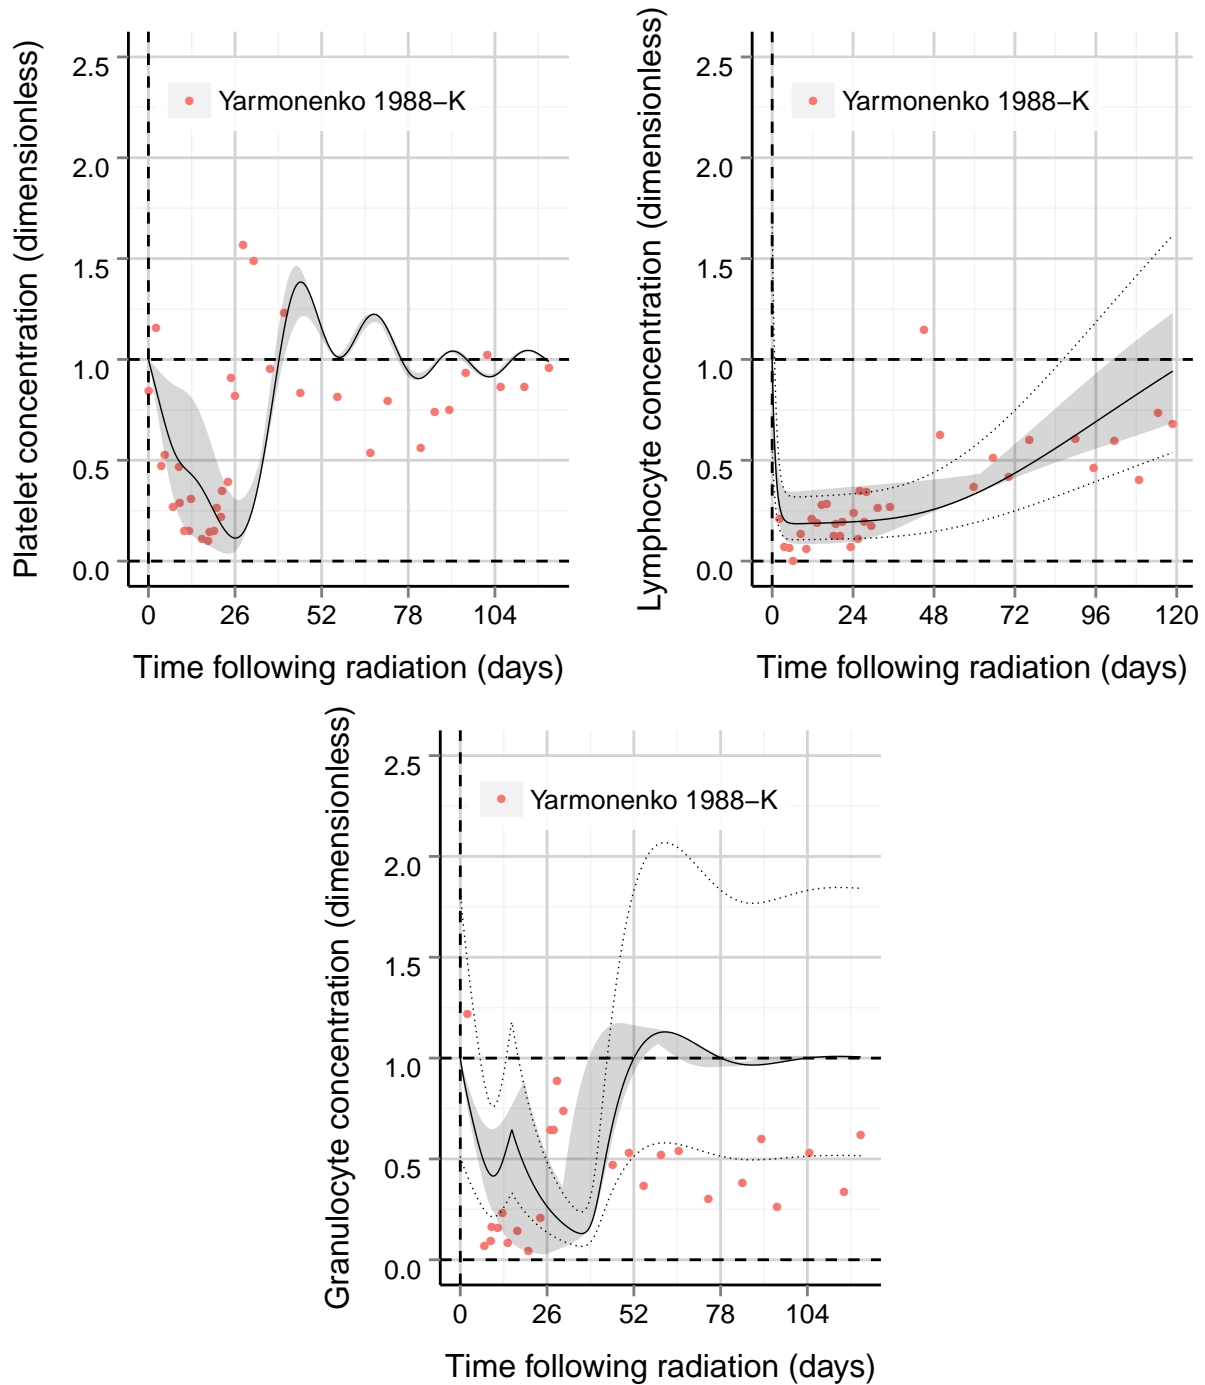 Platelet concentration (dimensionless)
2.5
2.0
1.5
1.0
0.5
0.0
Yarmonenko 1988−K
0 26 52 78 104
Time following radiation (days)
Lymphocyte concentration (dimensionless)
2.5
2.0
1.5
1.0
0.5
0.0
Yarmonenko 1988−K
0 24 48 72 96 120
Time following radiation (days)
Granulocyte concentration (dimensionless)
2.5
2.0
1.5
1.0
0.5
0.0
Yarmonenko 1988−K
0 26 52 78 104
Time following radiation (days)